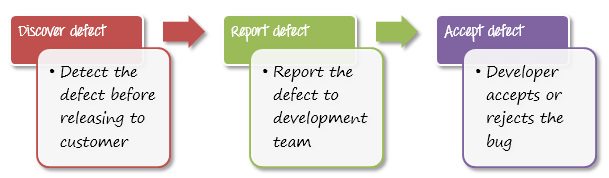 Discover defect
• Detect the
defect before
releasing to
customer
Report defect
• Report the
defect to
development
team
Accept defect
• Developer
accepts or
rejects the
bug